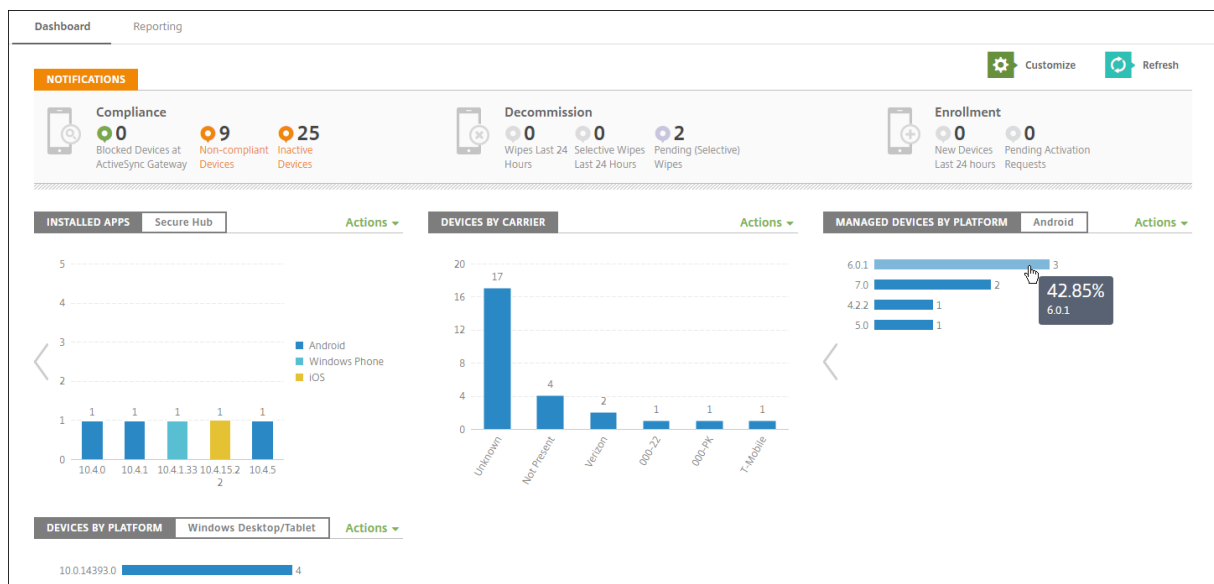 Dashboard Reporting
Customize Refresh
NOTIFICATIONS
Compliance
0 9 25
Blocked Devices at Non-compliant Inactive
ActiveSync Gateway Devices Devices
Decommission
0 0 2
Wipes Last 24 Selective Wipes Pending (Selective)
Hours Last 24 Hours Wipes
Enrollment
0 0
New Devices Pending Activation
Last 24 hours Requests
INSTALLED APPS Secure Hub Actions
5
4
3
2
1
0
1 1 1 1 1
10.4.0 10.4.1 10.4.1.33 10.4.15.2 10.4.5
2
Android
Windows Phone
iOS
DEVICES BY CARRIER Actions
20
16
12
8
4
0
17
4
2
1
1
1
Unknown
Not Present
Verizon
000-22
000-PK
T-Mobile
MANAGED DEVICES BY PLATFORM Android Actions
6.0.1 3
7.0 2
4.2.2 1
5.0 1
42.85%
6.0.1
DEVICES BY PLATFORM Windows Desktop/Tablet Actions
10.0.14393.0 4